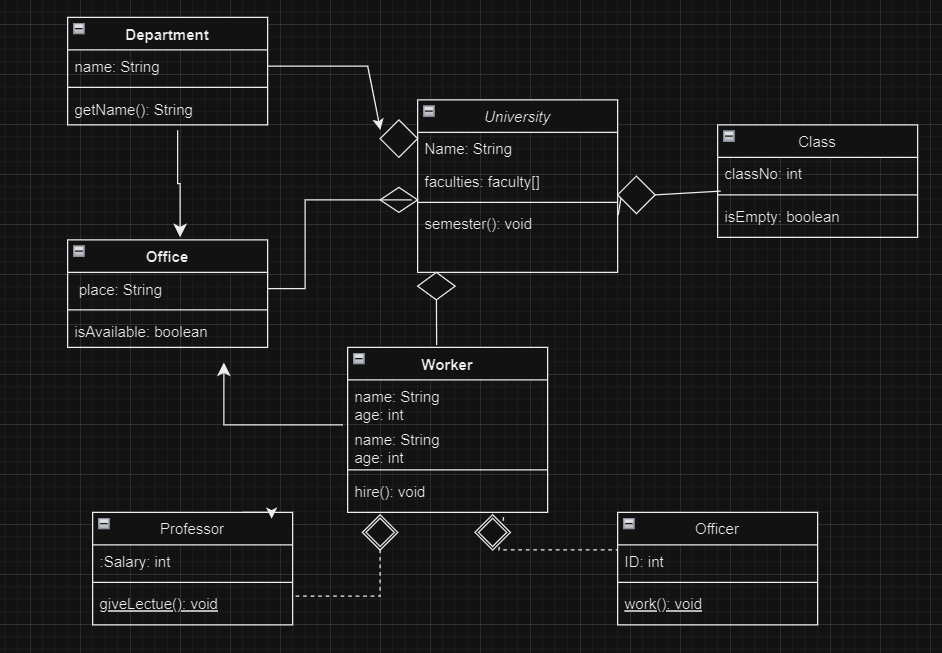 Department
name: String
getName(): String
University
Name: String
faculties: faculty[]
semester(): void
Class
classNo: int
isEmpty: boolean
Office
place: String
isAvailable: boolean
Worker
name: String
age: int
name: String
age: int
hire(): void
Professor
:Salary: int
giveLectue(): void
Officer
ID: int
work(): void